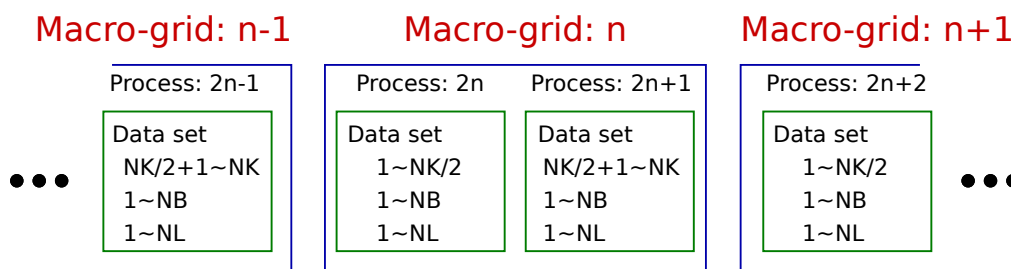 Macro-grid: n-1
Process: 2n-1
Data set
NK/2+1~NK
1~NB
1~NL
Macro-grid: n
Process: 2n
Data set
1~NK/2
1~NB
1~NL
Process: 2n+1
Data set
NK/2+1~NK
1~NB
1~NL
Macro-grid: n+1
Process: 2n+2
Data set
1~NK/2
1~NB
1~NL